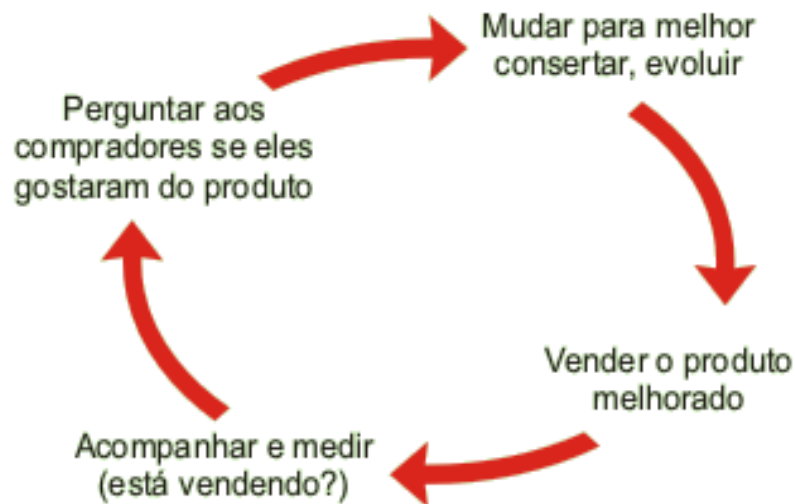 Mudar para melhor
consertar, evoluir
Perguntar aos
compradores se eles
gostaram do produto
Vender o produto
melhorado
Acompanhar e medir
(está vendendo?)